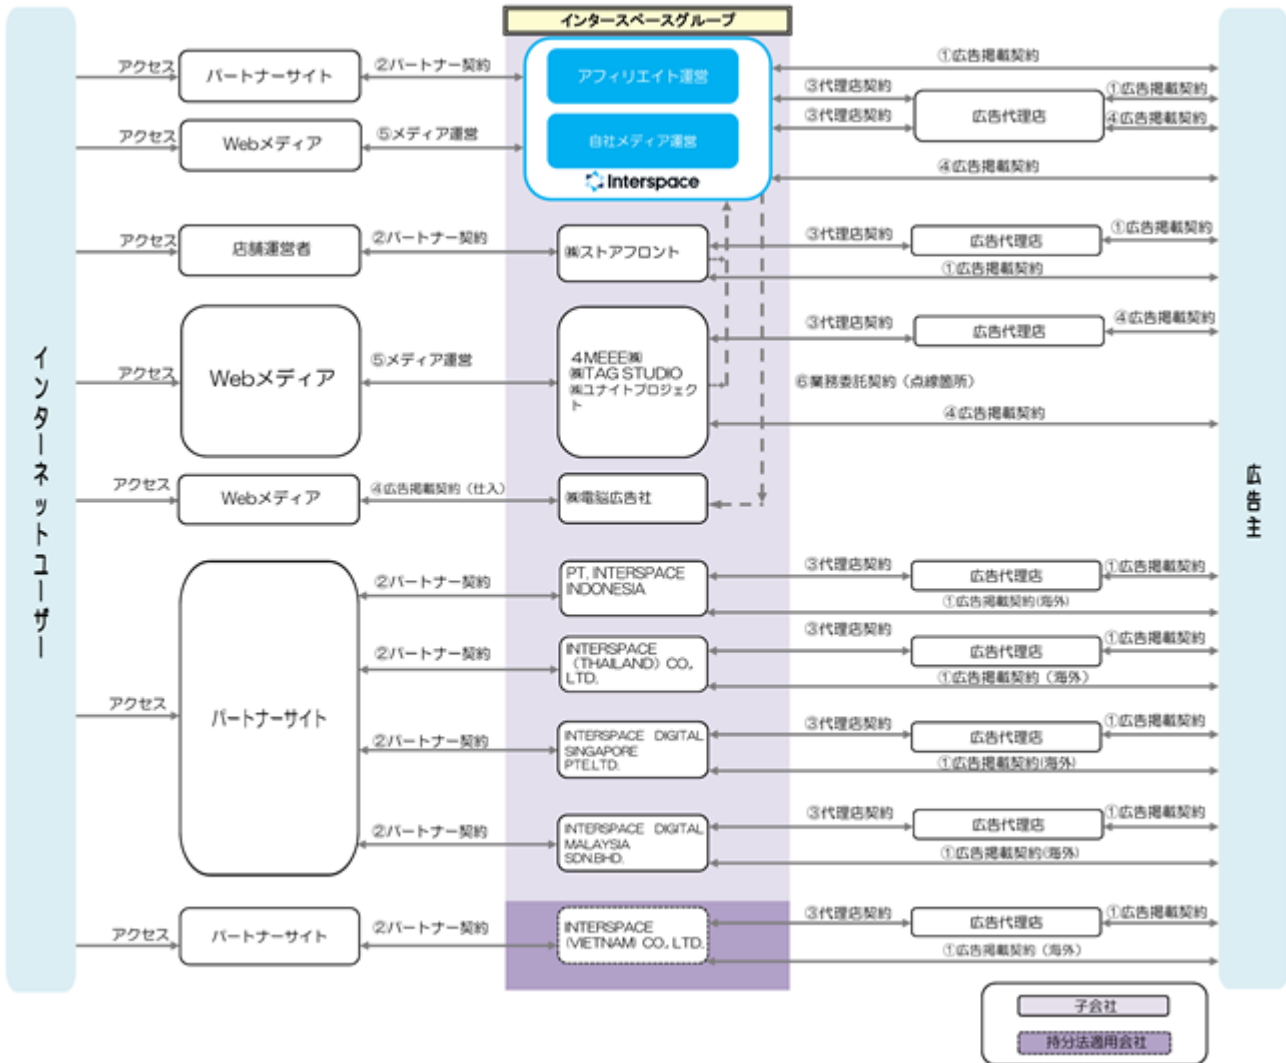 インタースペースグループ
インターネットユーザー
広告主
アクセス
パートナーサイト
②パートナー契約
アフィリエイト運営
①広告掲載契約
③代理店契約
広告代理店
①広告掲載契約
アクセス
Webメディア
⑤メディア運営
自社メディア運営
③代理店契約
④広告掲載契約
Interspace
④広告掲載契約
アクセス
店舗運営者
②パートナー契約
㈱ストアフロント
③代理店契約
広告代理店
①広告掲載契約
①広告掲載契約
アクセス
Webメディア
⑤メディア運営
4MEEE㈱
㈱TAG STUDIO
㈱ユナイトプロジェク
ト
③代理店契約
広告代理店
④広告掲載契約
⑥業務委託契約（点線箇所）
④広告掲載契約
アクセス
Webメディア
④広告掲載契約（仕入）
㈱電脳広告社
アクセス
パートナーサイト
②パートナー契約
PT. INTERSPACE
INDONESIA
③代理店契約
広告代理店
①広告掲載契約
①広告掲載契約(海外)
②パートナー契約
INTERSPACE
（THAILAND）CO.,
LTD.
③代理店契約
広告代理店
①広告掲載契約
①広告掲載契約（海外）
②パートナー契約
INTERSPACE DIGITAL
SINGAPORE
PTE.LTD.
③代理店契約
広告代理店
①広告掲載契約
①広告掲載契約(海外)
②パートナー契約
INTERSPACE DIGITAL
MALAYSIA
SDN.BHD.
③代理店契約
広告代理店
①広告掲載契約
①広告掲載契約(海外)
アクセス
パートナーサイト
②パートナー契約
INTERSPACE
(VIETNAM) CO., LTD.
③代理店契約
広告代理店
①広告掲載契約
①広告掲載契約（海外）
子会社
持分法適用会社